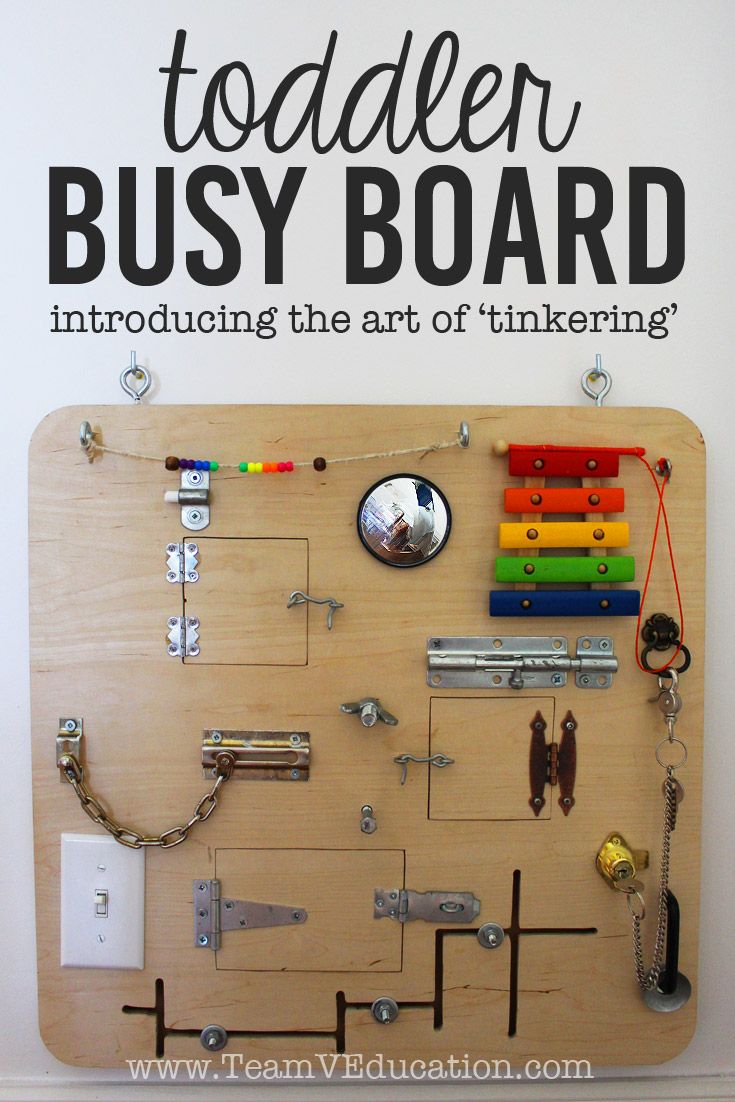 toddler
BUSY BOARD
introducing the art of ‘tinkering’
www.TeamVEducation.com